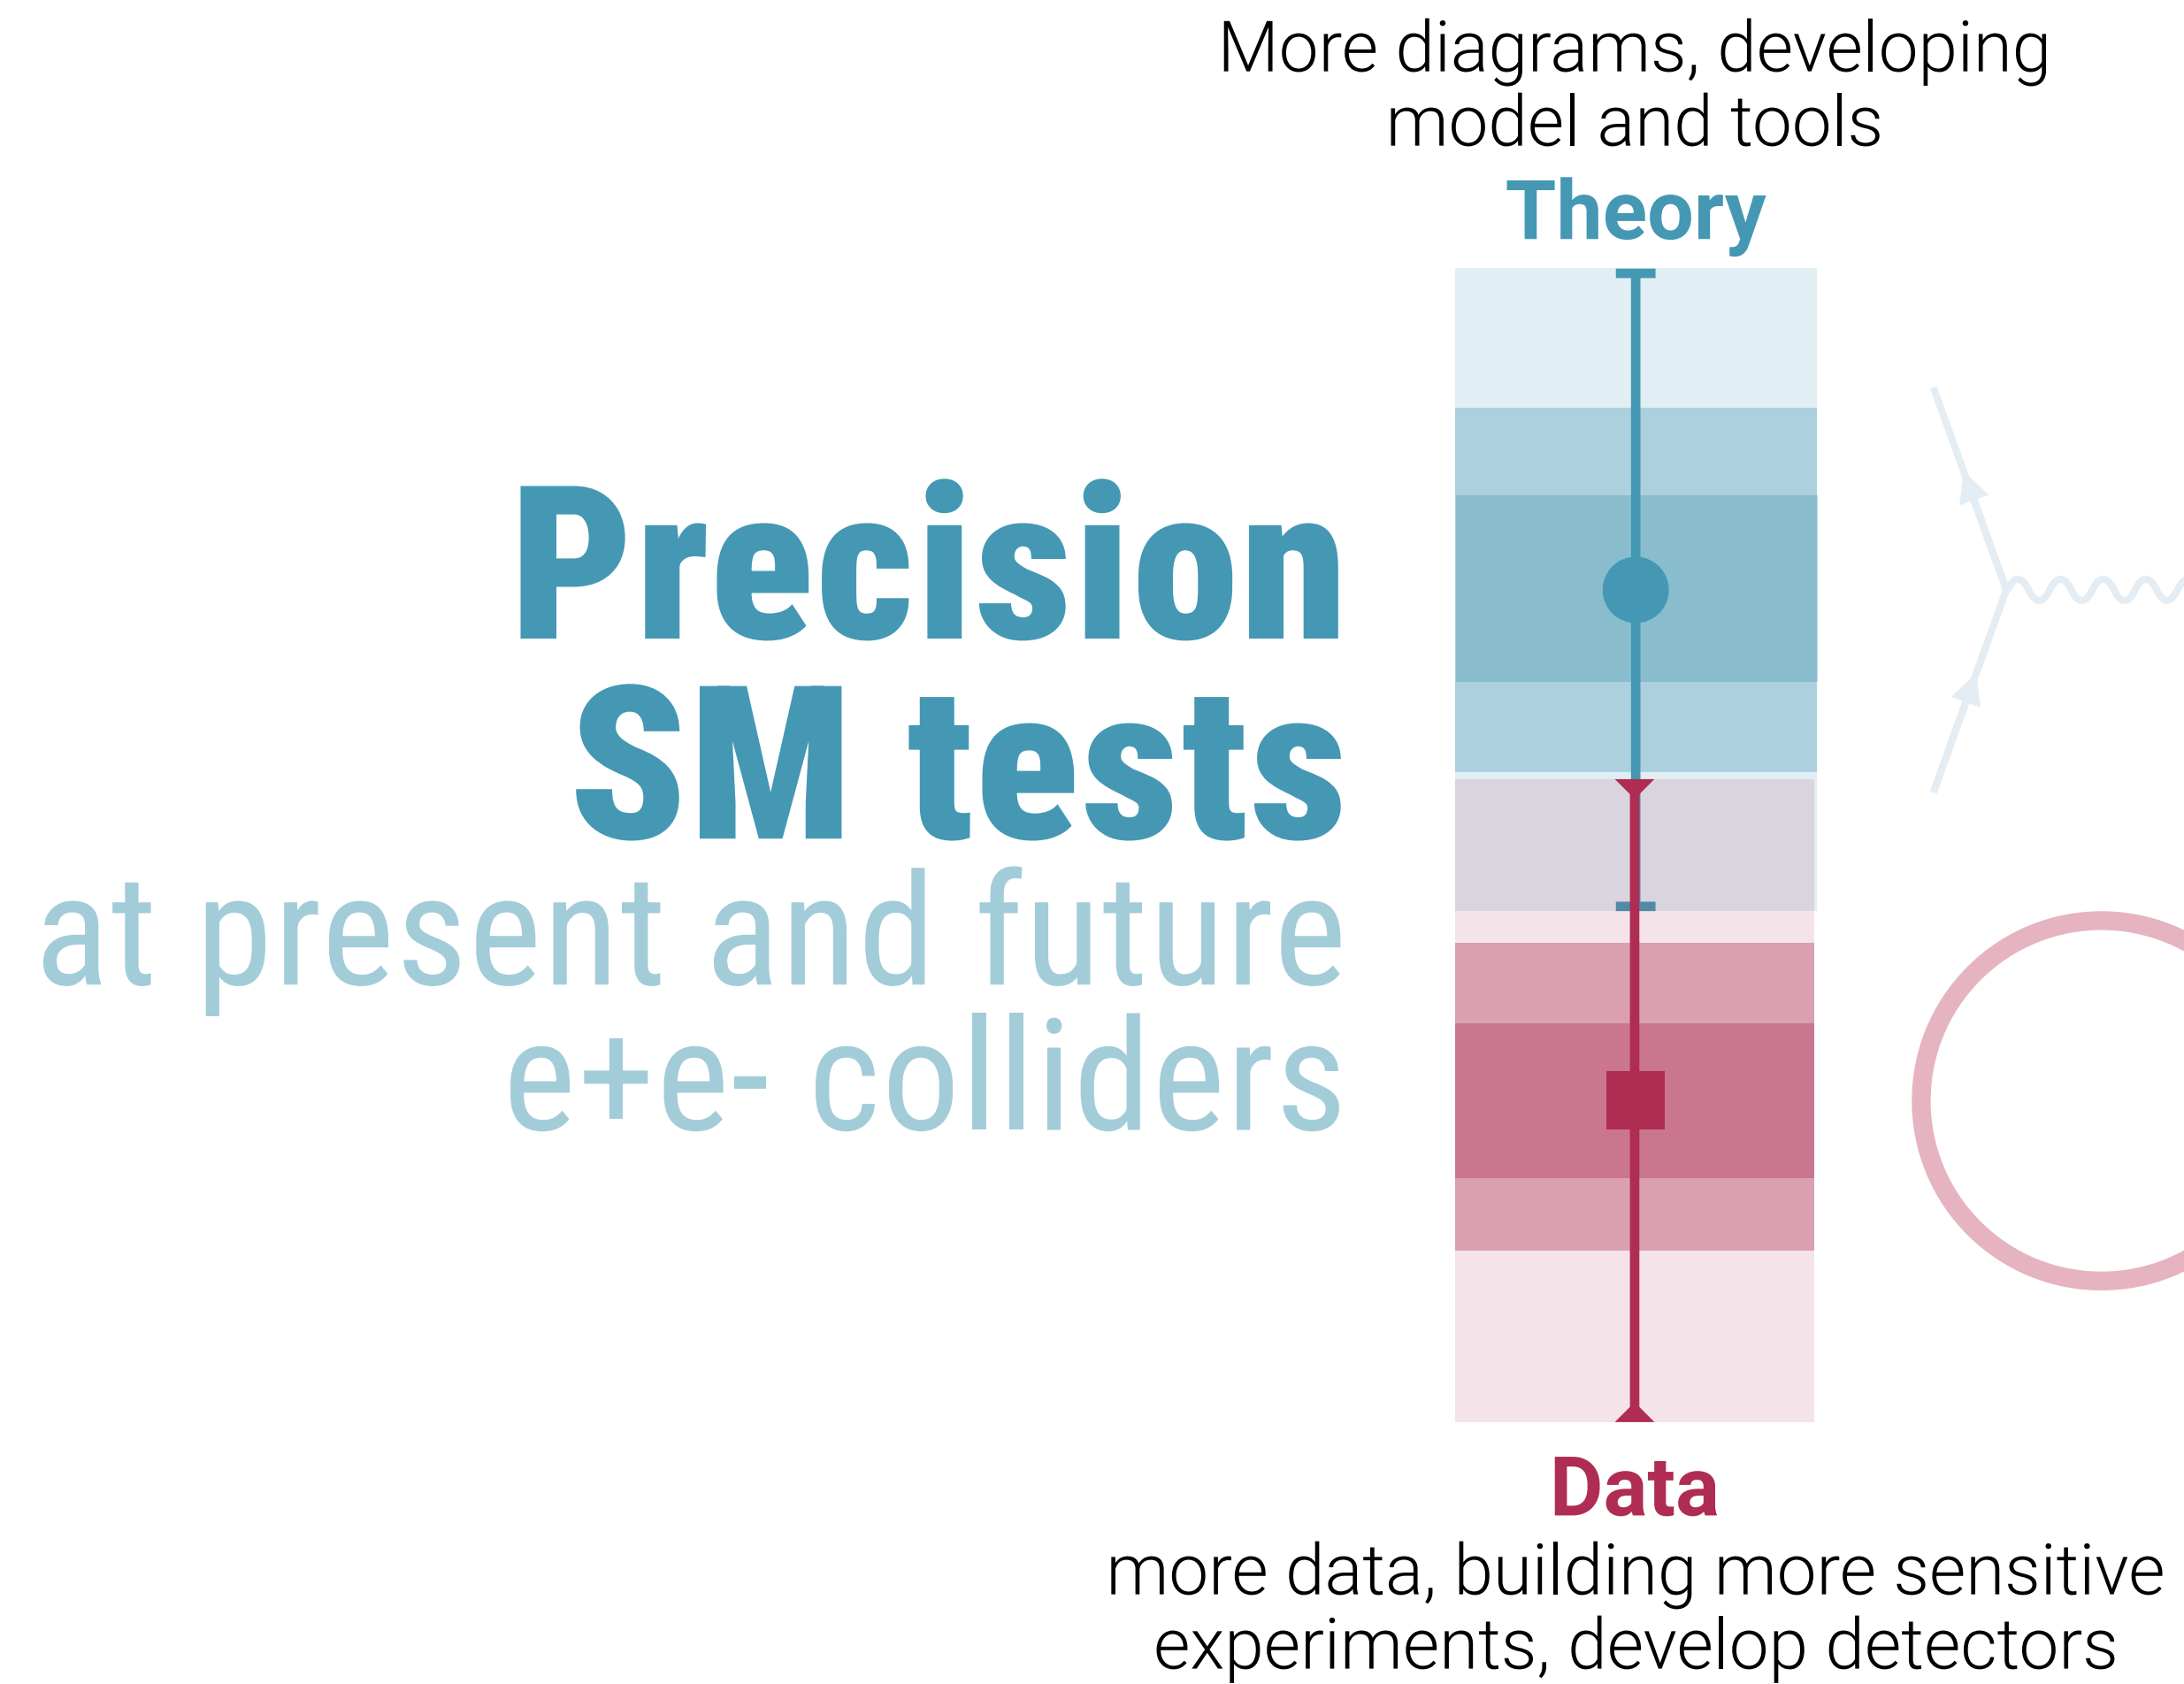 More diagrams, developing
model and tools
Theory
Precision
SM tests
at present and future
e+e- colliders
Data
more data, building more sensitive
experiments, develop detectors